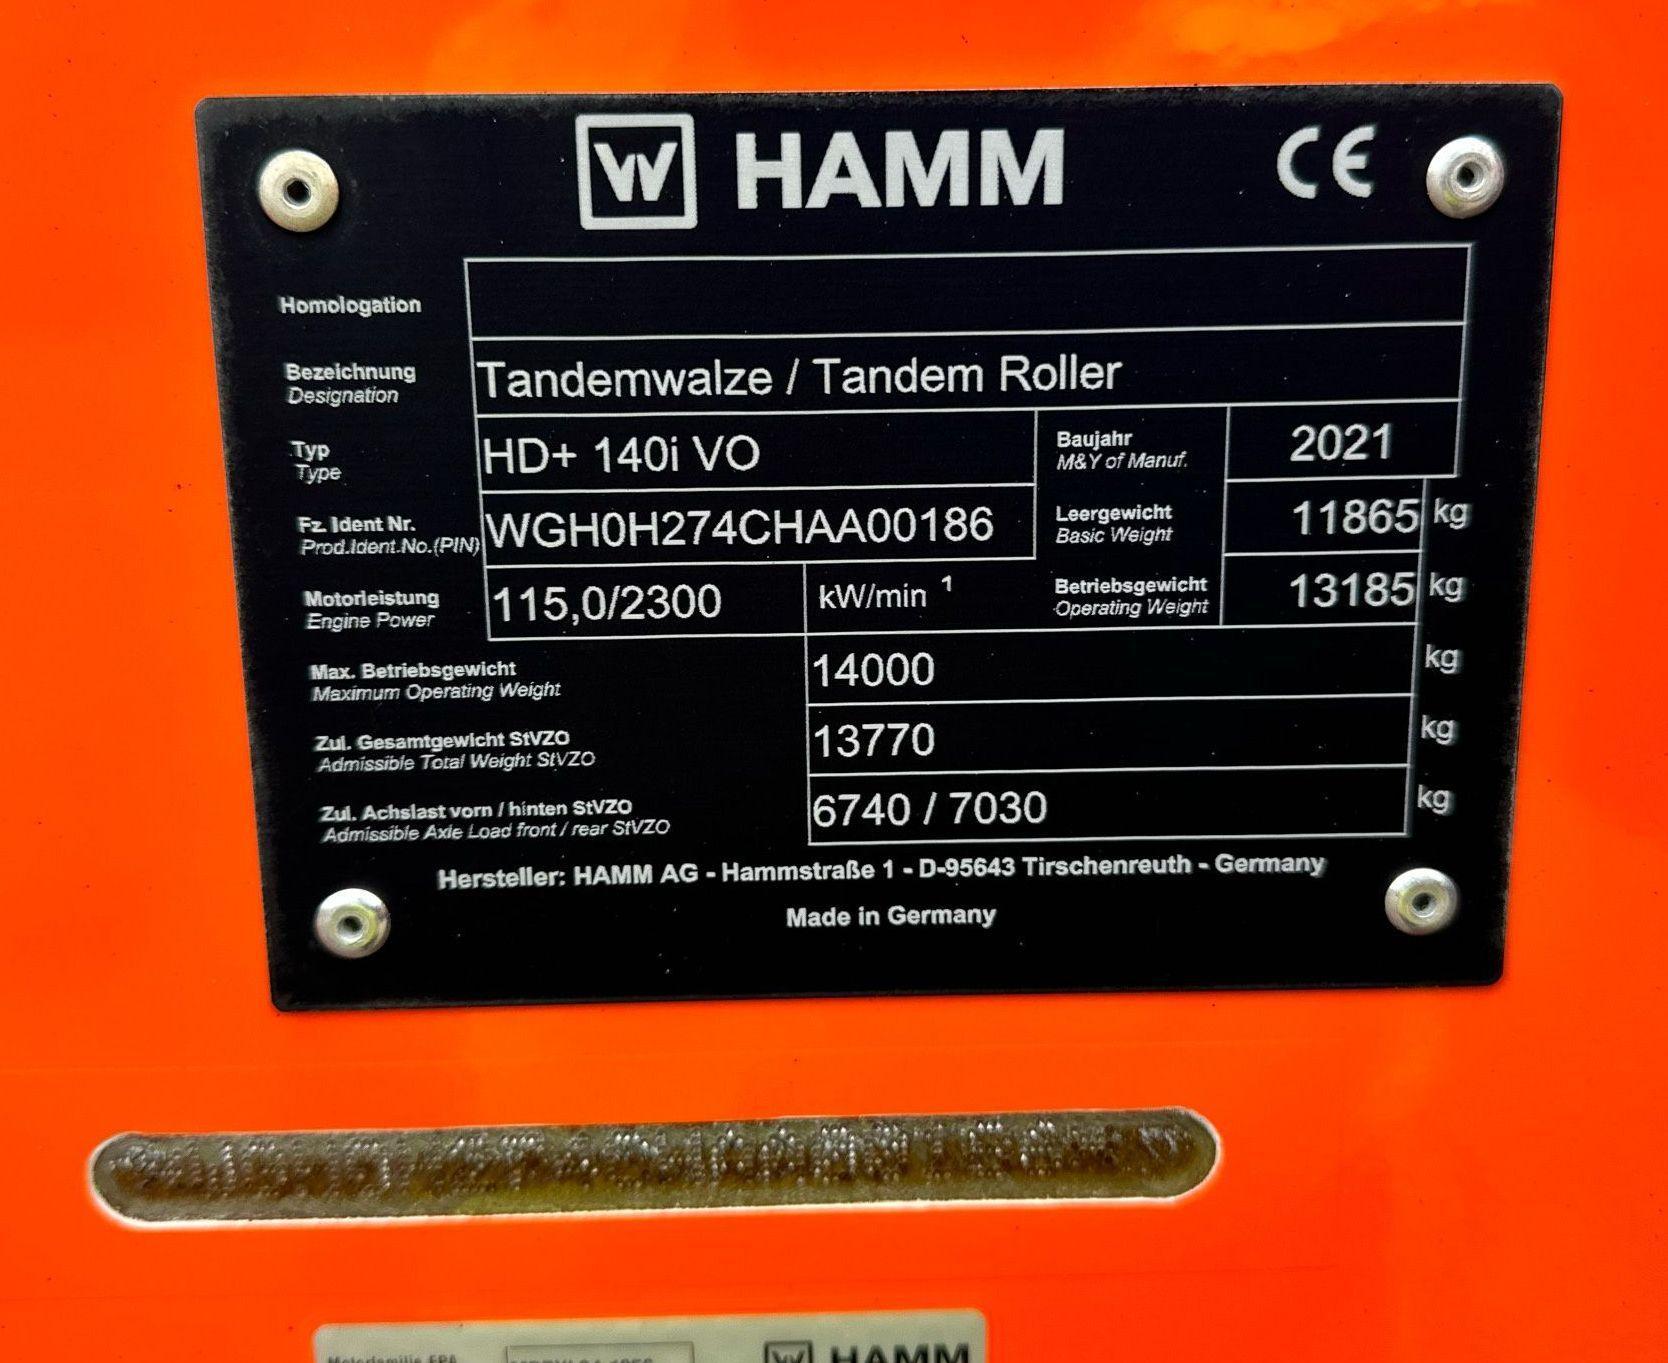 W HAMM CE
Homologation
Bezeichnung
Designation
Tandemwalze / Tandem Roller
Typ
Type
HD+ 140i VO
Baujahr
M&Y of Manuf.
2021
Fz. Ident Nr.
Prod.Ident.No.(PIN)
WGH0H274CHAA00186
Leergewicht
Basic Weight
11865 kg
Motorleistung
Engine Power
115,0/2300 kW/min ¹
Betriebsgewicht
Operating Weight
13185 kg
Max. Betriebsgewicht
Maximum Operating Weight
14000 kg
Zul. Gesamtgewicht StVZO
Admissible Total Weight StVZO
13770 kg
Zul. Achslast vorn / hinten StVZO
Admissible Axle Load front / rear StVZO
6740 / 7030 kg
Hersteller: HAMM AG - Hammstraße 1 - D-95643 Tirschenreuth - Germany
Made in Germany
Motorfamilie EPA
W HAMM